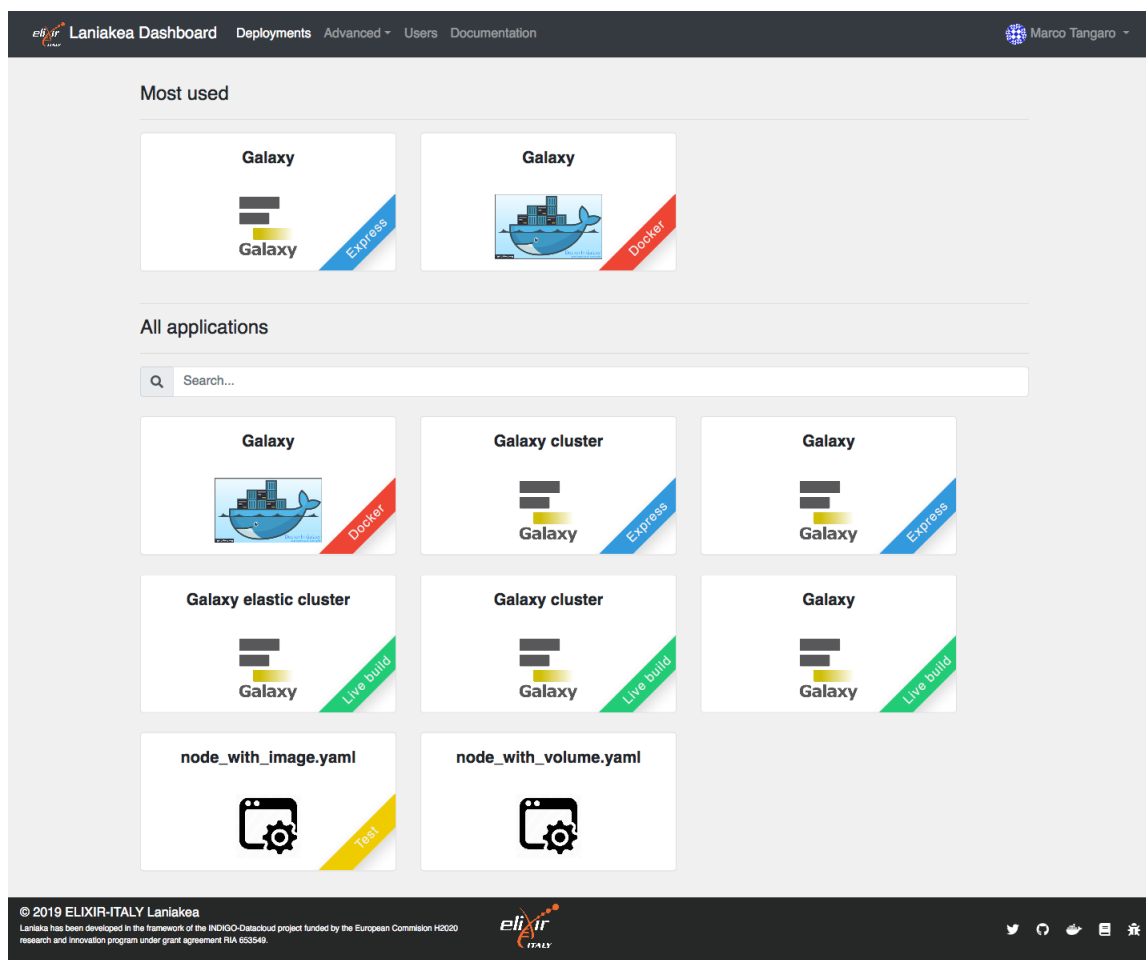 elixir Laniakea Dashboard Deployments Advanced Users Documentation Marco Tangaro
Most used
Galaxy
Galaxy
Express
Galaxy
Docker
All applications
Search...
Galaxy
Docker
Galaxy cluster
Galaxy
Express
Galaxy
Galaxy
Express
Galaxy elastic cluster
Galaxy
Live build
Galaxy cluster
Galaxy
Live build
Galaxy
Galaxy
Live build
node_with_image.yaml
Test
node_with_volume.yaml
© 2019 ELIXIR-ITALY Laniakea
Laniaka has been developed in the framework of the INDIGO-Datacloud project funded by the European Commision H2020
research and innovation program under grant agreement RIA 653549.
elixir
ITALY